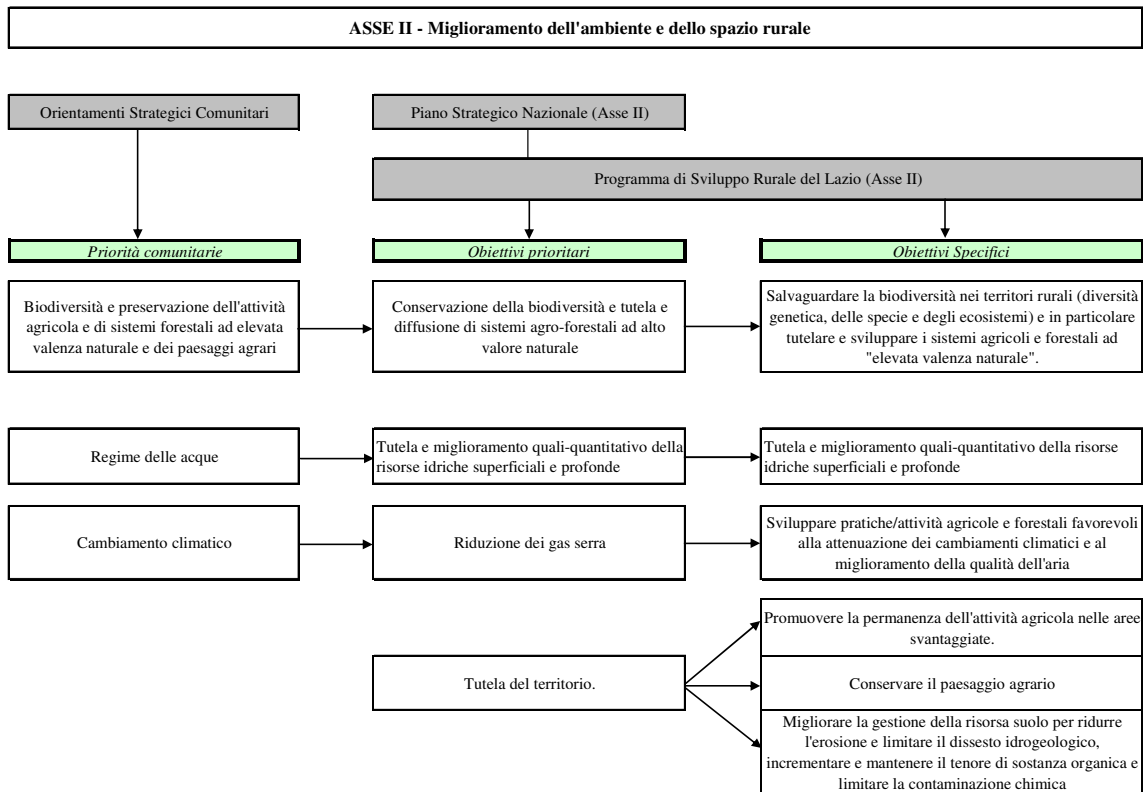 ASSE II - Miglioramento dell'ambiente e dello spazio rurale
Orientamenti Strategici Comunitari
Piano Strategico Nazionale (Asse II)
Programma di Sviluppo Rurale del Lazio (Asse II)
Priorità comunitarie
Obiettivi prioritari
Obiettivi Specifici
Biodiversità e preservazione dell'attività
agricola e di sistemi forestali ad elevata
valenza naturale e dei paesaggi agrari
Conservazione della biodiversità e tutela e
diffusione di sistemi agro-forestali ad alto
valore naturale
Salvaguardare la biodiversità nei territori rurali (diversità
genetica, delle specie e degli ecosistemi) e in particolare
tutelare e sviluppare i sistemi agricoli e forestali ad
"elevata valenza naturale".
Regime delle acque
Tutela e miglioramento quali-quantitativo della
risorse idriche superficiali e profonde
Tutela e miglioramento quali-quantitativo della risorse
idriche superficiali e profonde
Cambiamento climatico
Riduzione dei gas serra
Sviluppare pratiche/attività agricole e forestali favorevoli
alla attenuazione dei cambiamenti climatici e al
miglioramento della qualità dell'aria
Tutela del territorio.
Promuovere la permanenza dell'attività agricola nelle aree
svantaggiate.
Conservare il paesaggio agrario
Migliorare la gestione della risorsa suolo per ridurre
l'erosione e limitare il dissesto idrogeologico,
incrementare e mantenere il tenore di sostanza organica e
limitare la contaminazione chimica